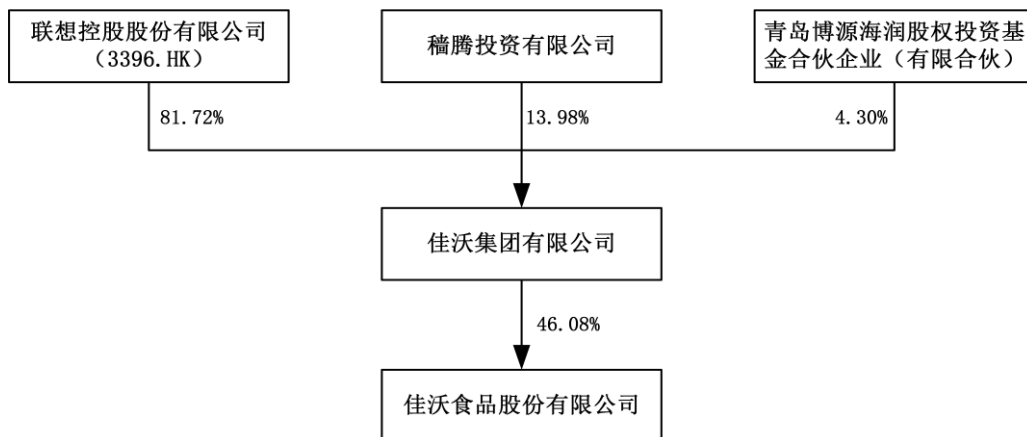 联想控股股份有限公司
（3396.HK）
穑腾投资有限公司
青岛博源海润股权投资基
金合伙企业（有限合伙）
81.72%
13.98%
4.30%
佳沃集团有限公司
46.08%
佳沃食品股份有限公司